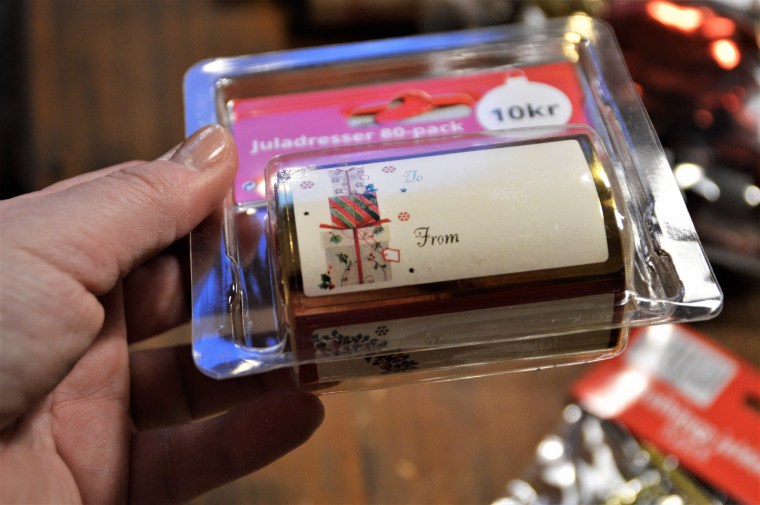 10kr
Juladresser 80-pack
To
From